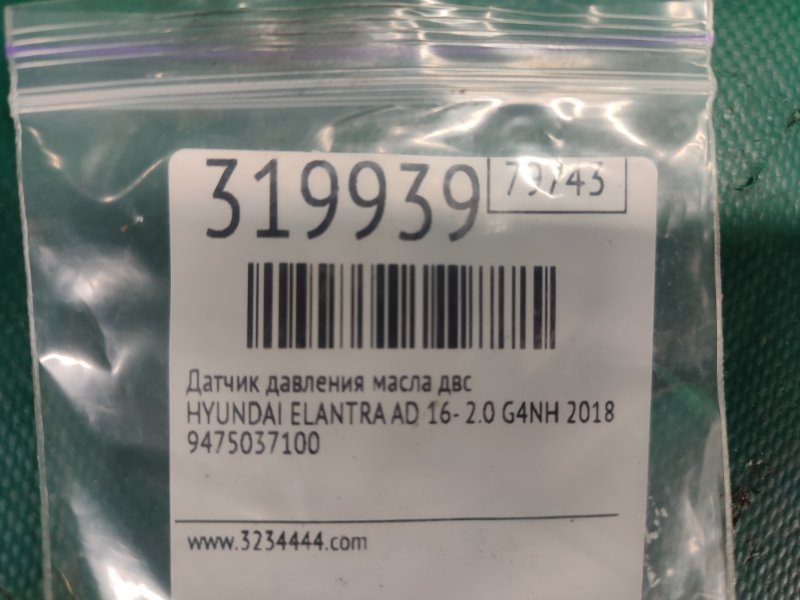 319939
79743
Датчик давления масла двс
HYUNDAI ELANTRA AD 16- 2.0 G4NH 2018
9475037100
www.3234444.com